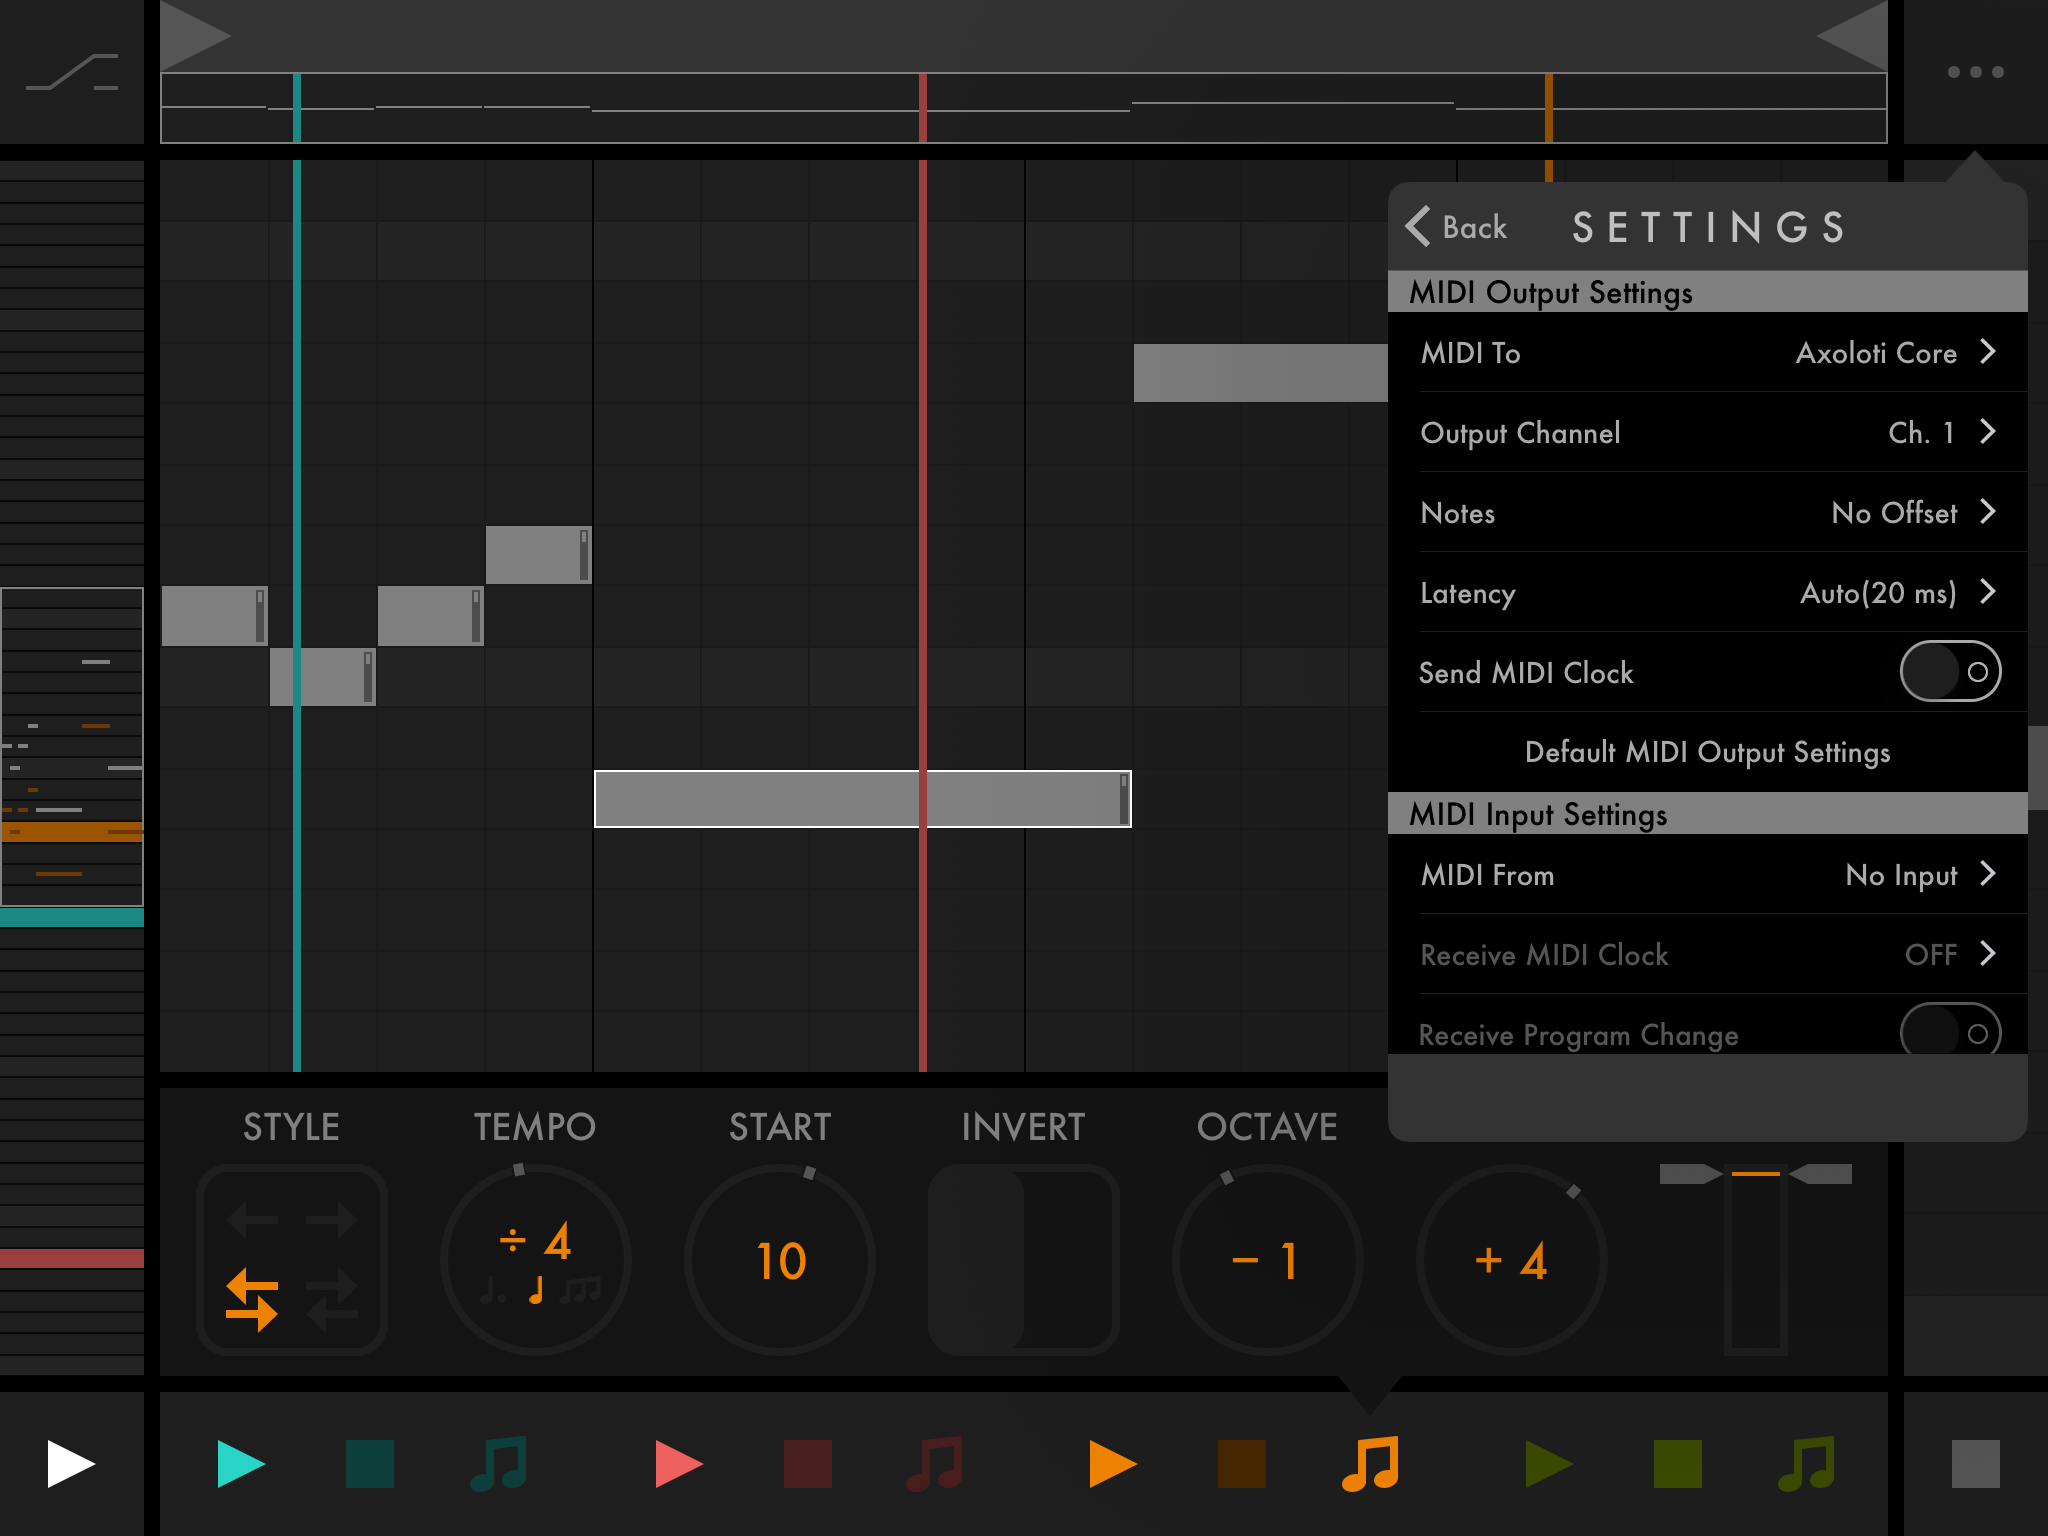 Back SETTINGS
MIDI Output Settings
MIDI To Axoloti Core
Output Channel Ch. 1
Notes No Offset
Latency Auto(20 ms)
Send MIDI Clock
Default MIDI Output Settings
MIDI Input Settings
MIDI From No Input
Receive MIDI Clock OFF
Receive Program Change
STYLE TEMPO START INVERT OCTAVE
÷ 4 10 − 1 + 4